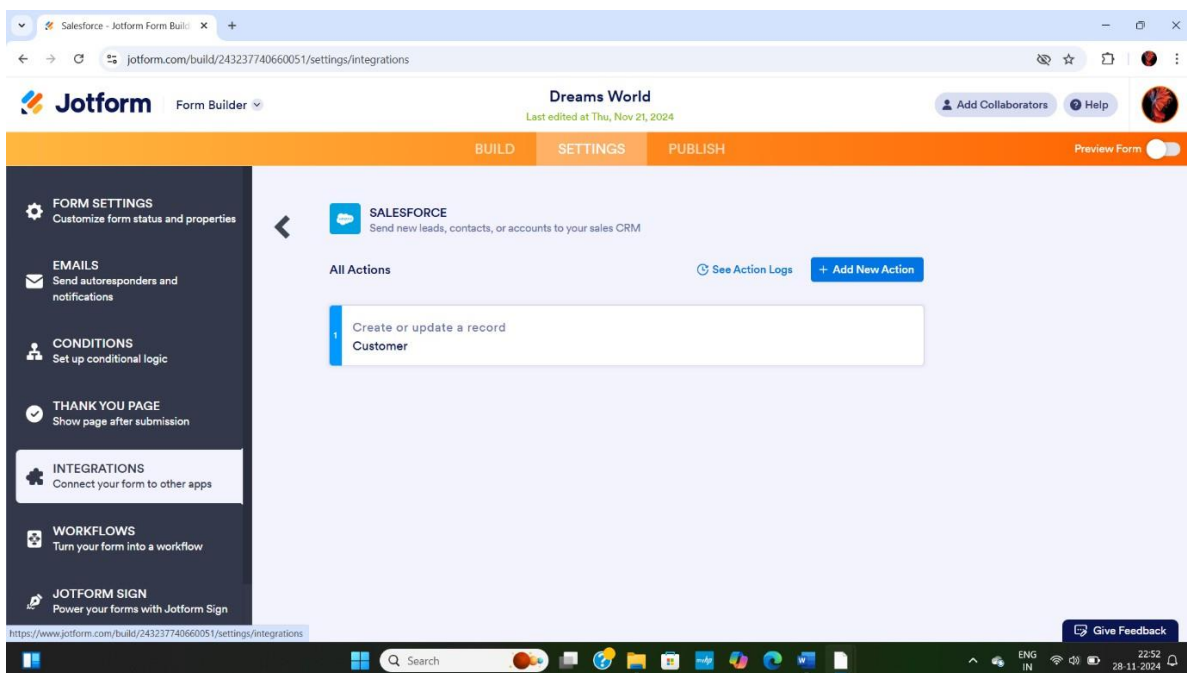 Salesforce - Jotform Form Build
jotform.com/build/243237740660051/settings/integrations
Jotform
Form Builder
Dreams World
Last edited at Thu, Nov 21, 2024
Add Collaborators
Help
BUILD
SETTINGS
PUBLISH
Preview Form
FORM SETTINGS
Customize form status and properties
EMAILS
Send autoresponders and
notifications
CONDITIONS
Set up conditional logic
THANK YOU PAGE
Show page after submission
INTEGRATIONS
Connect your form to other apps
WORKFLOWS
Turn your form into a workflow
JOTFORM SIGN
Power your forms with Jotform Sign
SALESFORCE
Send new leads, contacts, or accounts to your sales CRM
All Actions
See Action Logs
+ Add New Action
1
Create or update a record
Customer
Give Feedback
https://www.jotform.com/build/243237740660051/settings/integrations
Search
ENG
IN
22:52
28-11-2024